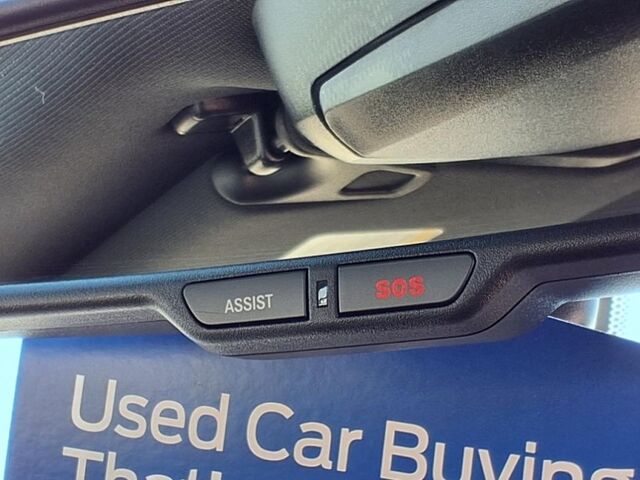 ASSIST
SOS
Used Car Buying